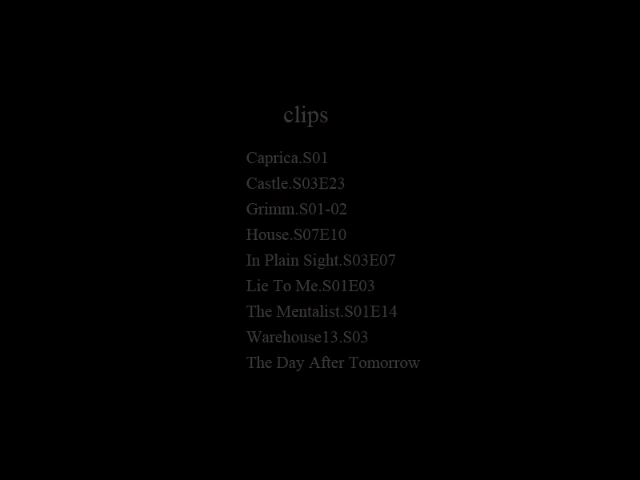 clips
Caprica.S01
Castle.S03E23
Grimm.S01-02
House.S07E10
In Plain Sight.S03E07
Lie To Me.S01E03
The Mentalist.S01E14
Warehouse13.S03
The Day After Tomorrow